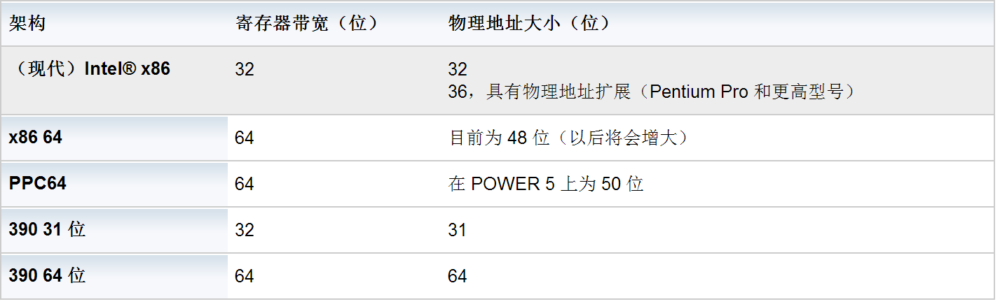 架构 寄存器带宽（位） 物理地址大小（位）
（现代）Intel® x86 32 32
36，具有物理地址扩展（Pentium Pro 和更高型号）
x86 64 64 目前为 48 位（以后将会增大）
PPC64 64 在 POWER 5 上为 50 位
390 31 位 32 31
390 64 位 64 64